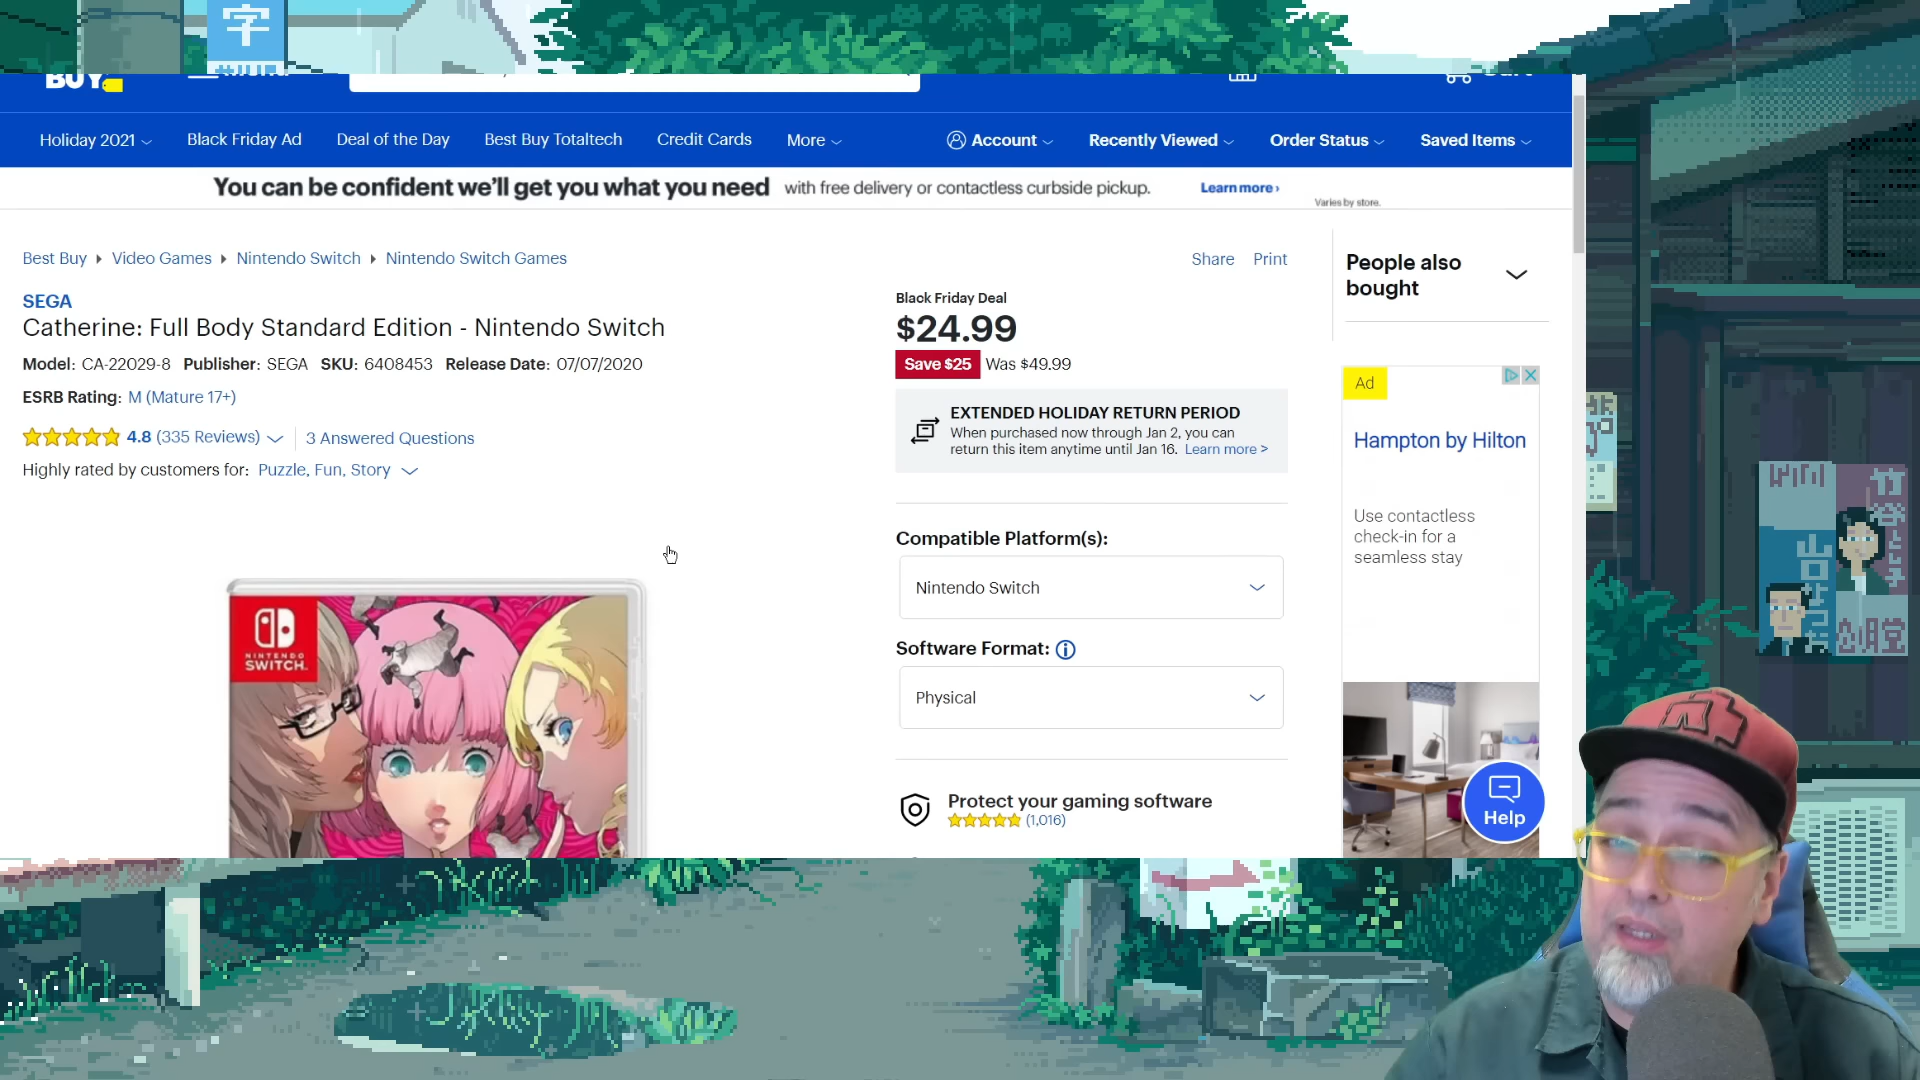 字
BUY
Holiday 2021 Black Friday Ad Deal of the Day Best Buy Totaltech Credit Cards More Account Recently Viewed Order Status Saved Items
You can be confident we'll get you what you need with free delivery or contactless curbside pickup. Learn more ›
Varies by store.
Best Buy Video Games Nintendo Switch Nintendo Switch Games
Share Print
SEGA
Catherine: Full Body Standard Edition - Nintendo Switch
Model: CA-22029-8 Publisher: SEGA SKU: 6408453 Release Date: 07/07/2020
ESRB Rating: M (Mature 17+)
4.8 (335 Reviews) 3 Answered Questions
Highly rated by customers for: Puzzle, Fun, Story
NINTENDO
SWITCH.
Black Friday Deal
$24.99
Save $25 Was $49.99
EXTENDED HOLIDAY RETURN PERIOD
When purchased now through Jan 2, you can
return this item anytime until Jan 16. Learn more >
Compatible Platform(s):
Nintendo Switch
Software Format:
Physical
Protect your gaming software
(1,016)
People also
bought
Ad
Hampton by Hilton
Use contactless
check-in for a
seamless stay
Help